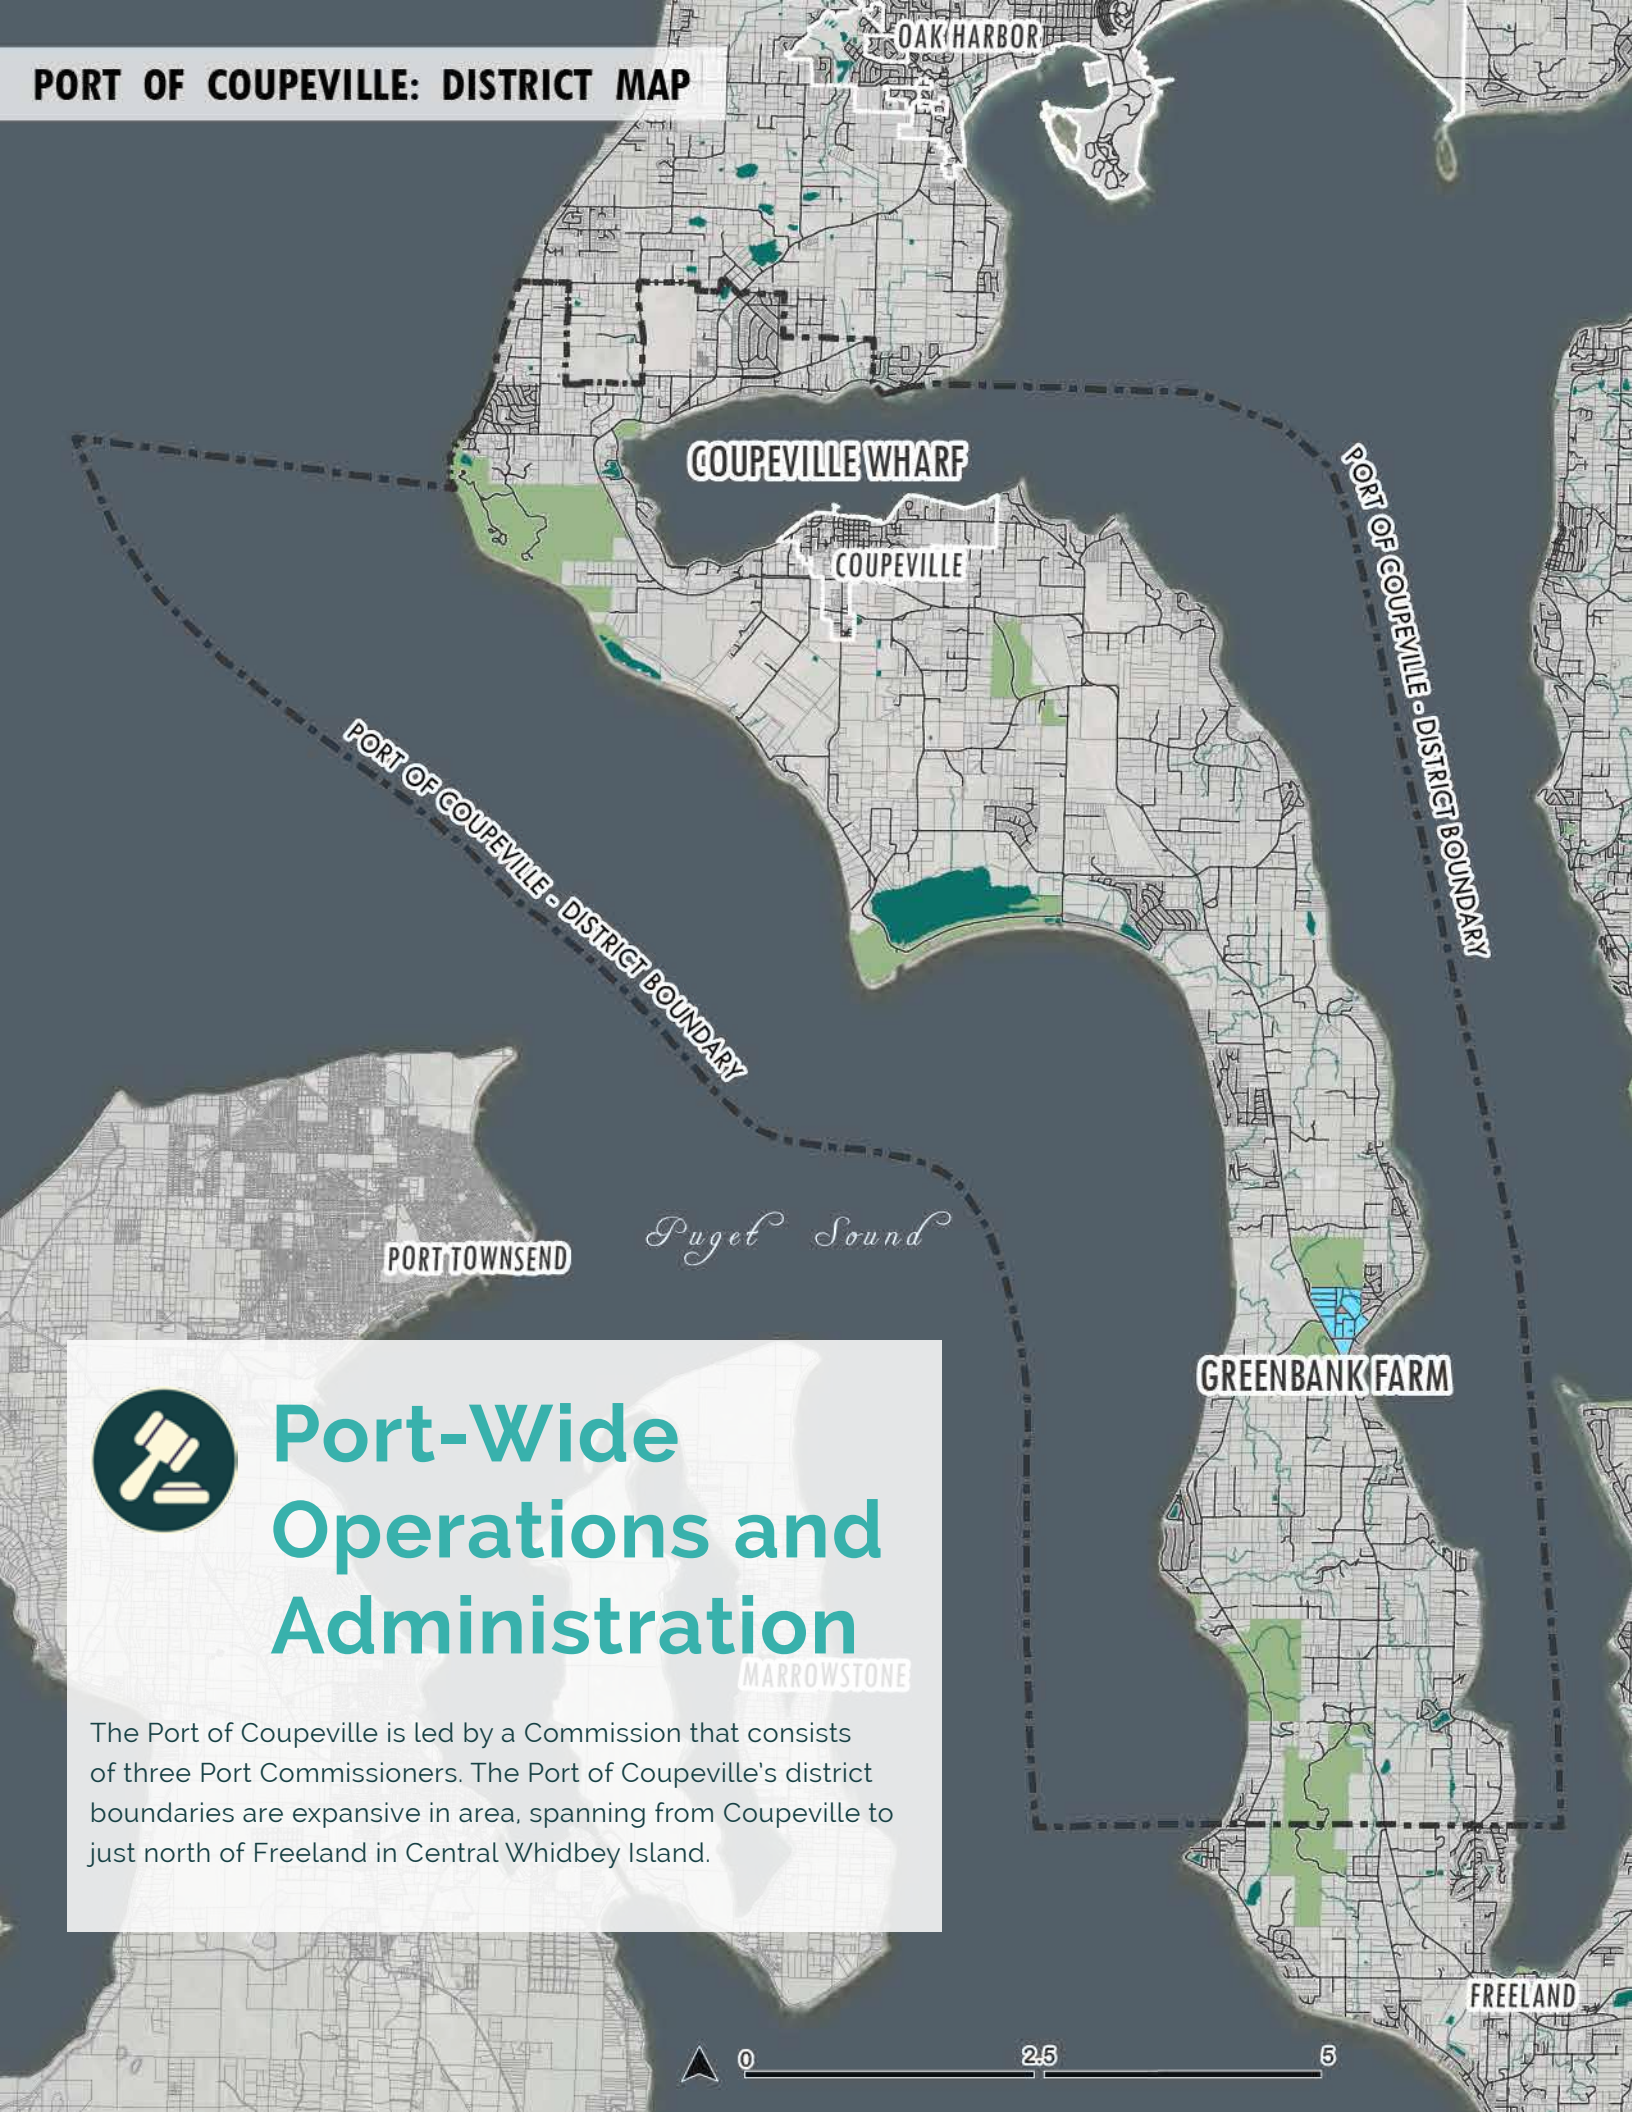 OAK HARBOR
PORT OF COUPEVILLE: DISTRICT MAP
COUPEVILLE WHARF
COUPEVILLE
PORT OF COUPEVILLE - DISTRICT BOUNDARY
PORT OF COUPEVILLE - DISTRICT BOUNDARY
Puget Sound
PORT TOWNSEND
GREENBANK FARM
Port-Wide
Operations and
Administration
MARROWSTONE
The Port of Coupeville is led by a Commission that consists
of three Port Commissioners. The Port of Coupeville's district
boundaries are expansive in area, spanning from Coupeville to
just north of Freeland in Central Whidbey Island.
FREELAND
0 2.5 5